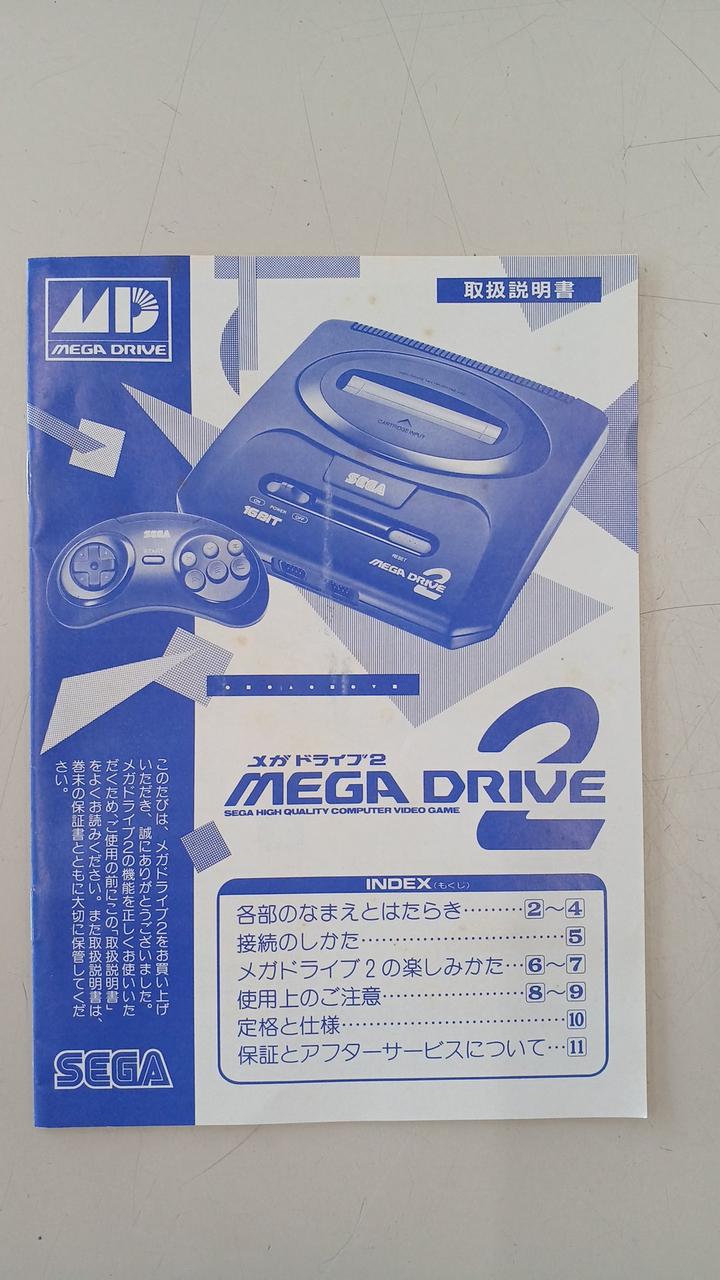 MD
MEGA DRIVE
取扱説明書
CARTRIDGE INPUT
SEGA
ON POWER OFF
16BIT
RESET
MEGA DRIVE 2
SEGA
START
メガドライブ2
MEGA DRIVE 2
SEGA HIGH QUALITY COMPUTER VIDEO GAME
このたびは、メガドライブ2をお買い上げ
いただき、誠にありがとうございました。
メガドライブ2の機能を正しくお使いいた
だくため、ご使用の前にこの、「取扱説明書」
をよくお読みください。また取扱説明書は、
巻末の保証書とともに大切に保管してくだ
さい。
SEGA
INDEX(もくじ)
各部のなまえとはたらき………2〜4
接続のしかた……………………………5
メガドライブ2の楽しみかた…6〜7
使用上のご注意…………………8〜9
定格と仕様………………………………10
保証とアフターサービスについて…11